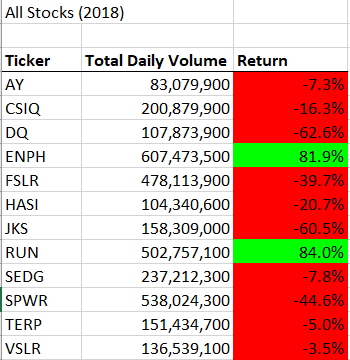 All Stocks (2018)
Ticker Total Daily Volume Return
AY 83,079,900 -7.3%
CSIQ 200,879,900 -16.3%
DQ 107,873,900 -62.6%
ENPH 607,473,500 81.9%
FSLR 478,113,900 -39.7%
HASI 104,340,600 -20.7%
JKS 158,309,000 -60.5%
RUN 502,757,100 84.0%
SEDG 237,212,300 -7.8%
SPWR 538,024,300 -44.6%
TERP 151,434,700 -5.0%
VSLR 136,539,100 -3.5%